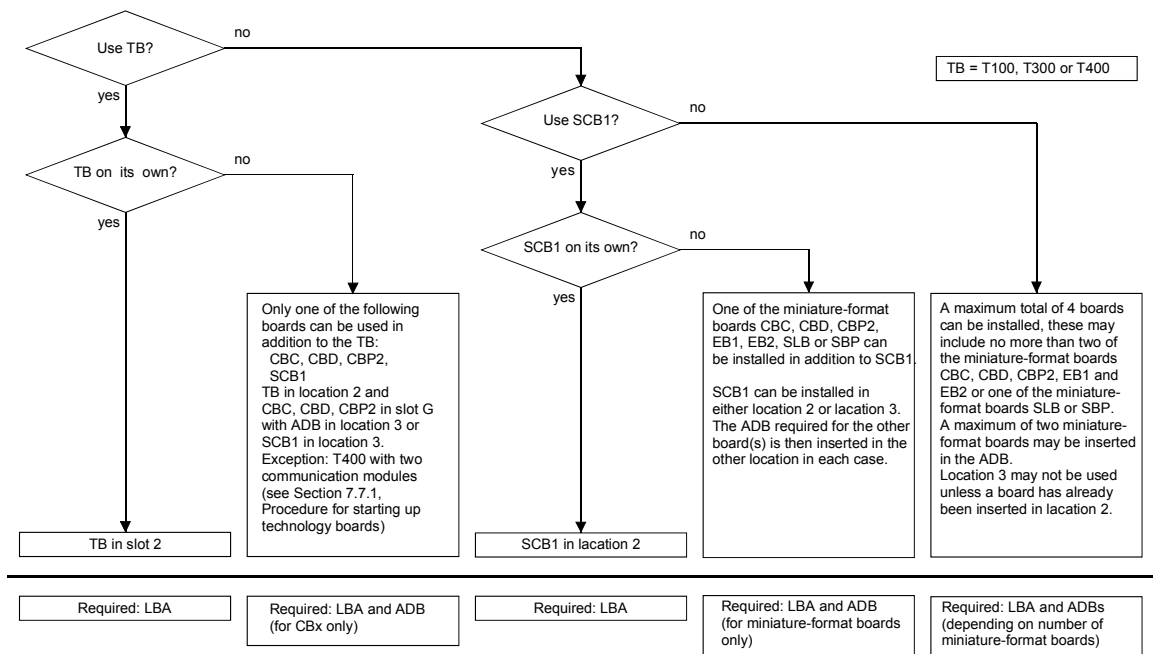 Use TB?
no
yes
TB = T100, T300 or T400
Use SCB1?
no
yes
TB on its own?
no
yes
SCB1 on its own?
no
yes
Only one of the following
boards can be used in
addition to the TB:
CBC, CBD, CBP2,
SCB1
TB in location 2 and
CBC, CBD, CBP2 in slot G
with ADB in location 3 or
SCB1 in location 3.
Exception: T400 with two
communication modules
(see Section 7.7.1,
Procedure for starting up
technology boards)
One of the miniature-format
boards CBC, CBD, CBP2,
EB1, EB2, SLB or SBP can
be installed in addition to SCB1.
SCB1 can be installed in
either location 2 or lacation 3.
The ADB required for the other
board(s) is then inserted in the
other location in each case.
A maximum total of 4 boards
can be installed, these may
include no more than two of
the miniature-format boards
CBC, CBD, CBP2, EB1 and
EB2 or one of the miniature-
format boards SLB or SBP.
A maximum of two miniature-
format boards may be inserted
in the ADB.
Location 3 may not be used
unless a board has already
been inserted in lacation 2.
TB in slot 2
SCB1 in lacation 2
Required: LBA
Required: LBA and ADB
(for CBx only)
Required: LBA
Required: LBA and ADB
(for miniature-format boards
only)
Required: LBA and ADBs
(depending on number of
miniature-format boards)